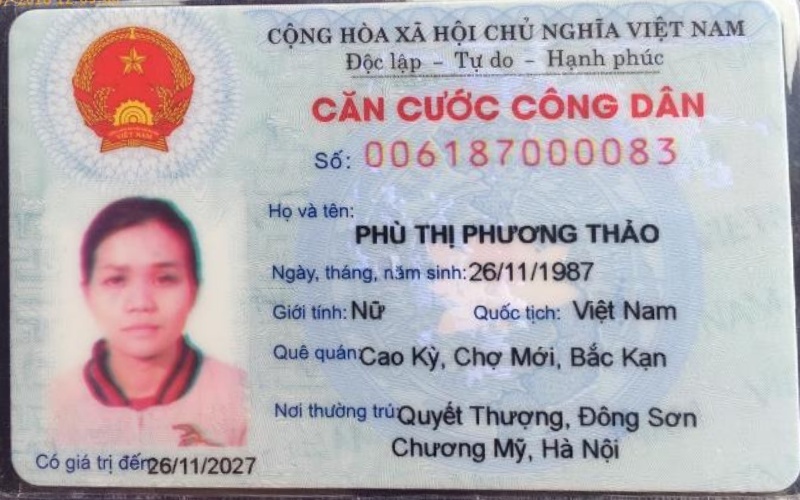 CỘNG HÒA XÃ HỘI CHỦ NGHĨA VIỆT NAM
Độc lập - Tự do - Hạnh phúc
CĂN CƯỚC CÔNG DÂN
Số: 006187000083
Họ và tên:
PHÙ THỊ PHƯƠNG THẢO
Ngày, tháng, năm sinh: 26/11/1987
Giới tính: Nữ Quốc tịch: Việt Nam
Quê quán: Cao Kỳ, Chợ Mới, Bắc Kạn
Nơi thường trú: Quyết Thượng, Đông Sơn
Chương Mỹ, Hà Nội
Có giá trị đến: 26/11/2027
VIỆT NAM